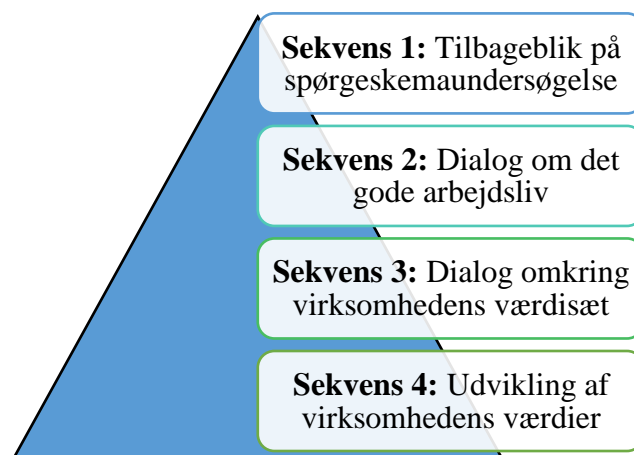 Sekvens 1: Tilbageblik på
spørgeskemaundersøgelse
Sekvens 2: Dialog om det
gode arbejdsliv
Sekvens 3: Dialog omkring
virksomhedens værdisæt
Sekvens 4: Udvikling af
virksomhedens værdier